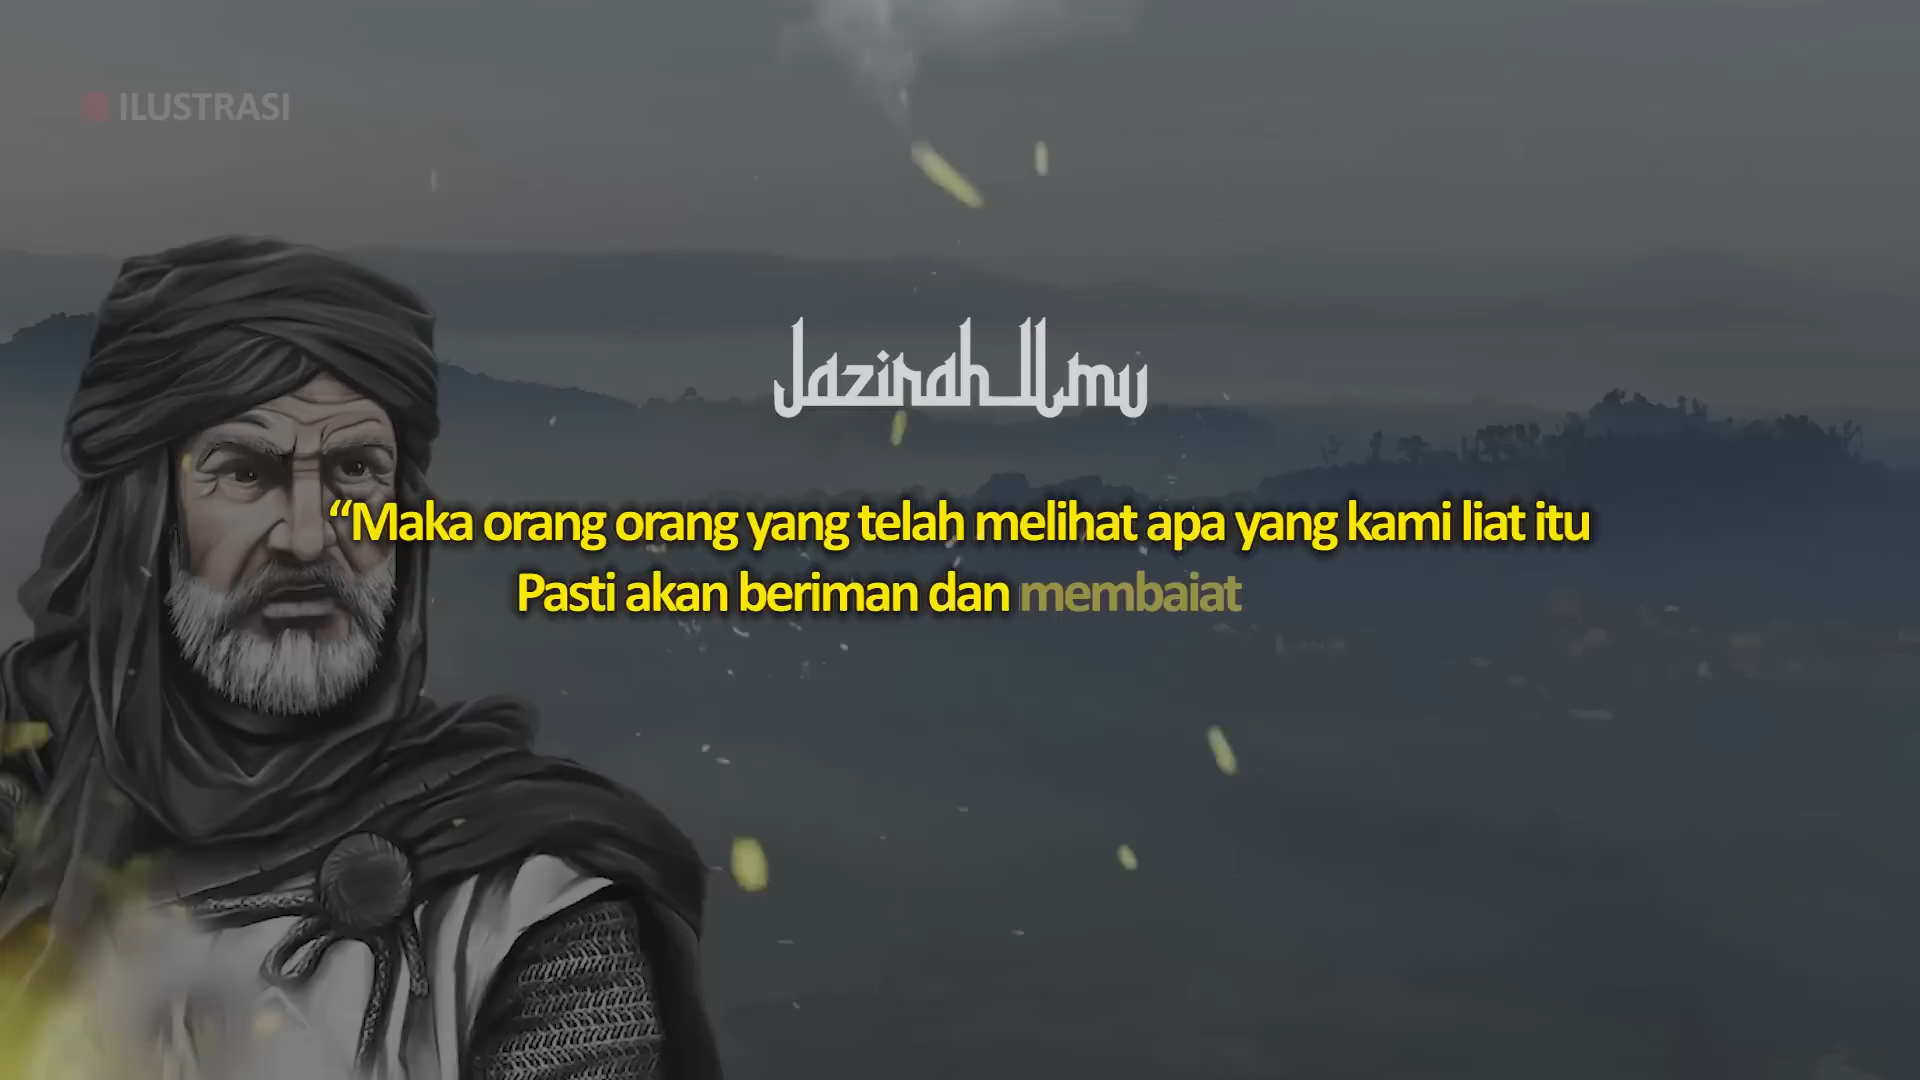 ILUSTRASI
Jazirah Ilmu
“Maka orang orang yang telah melihat apa yang kami liat itu
Pasti akan beriman dan membaiat